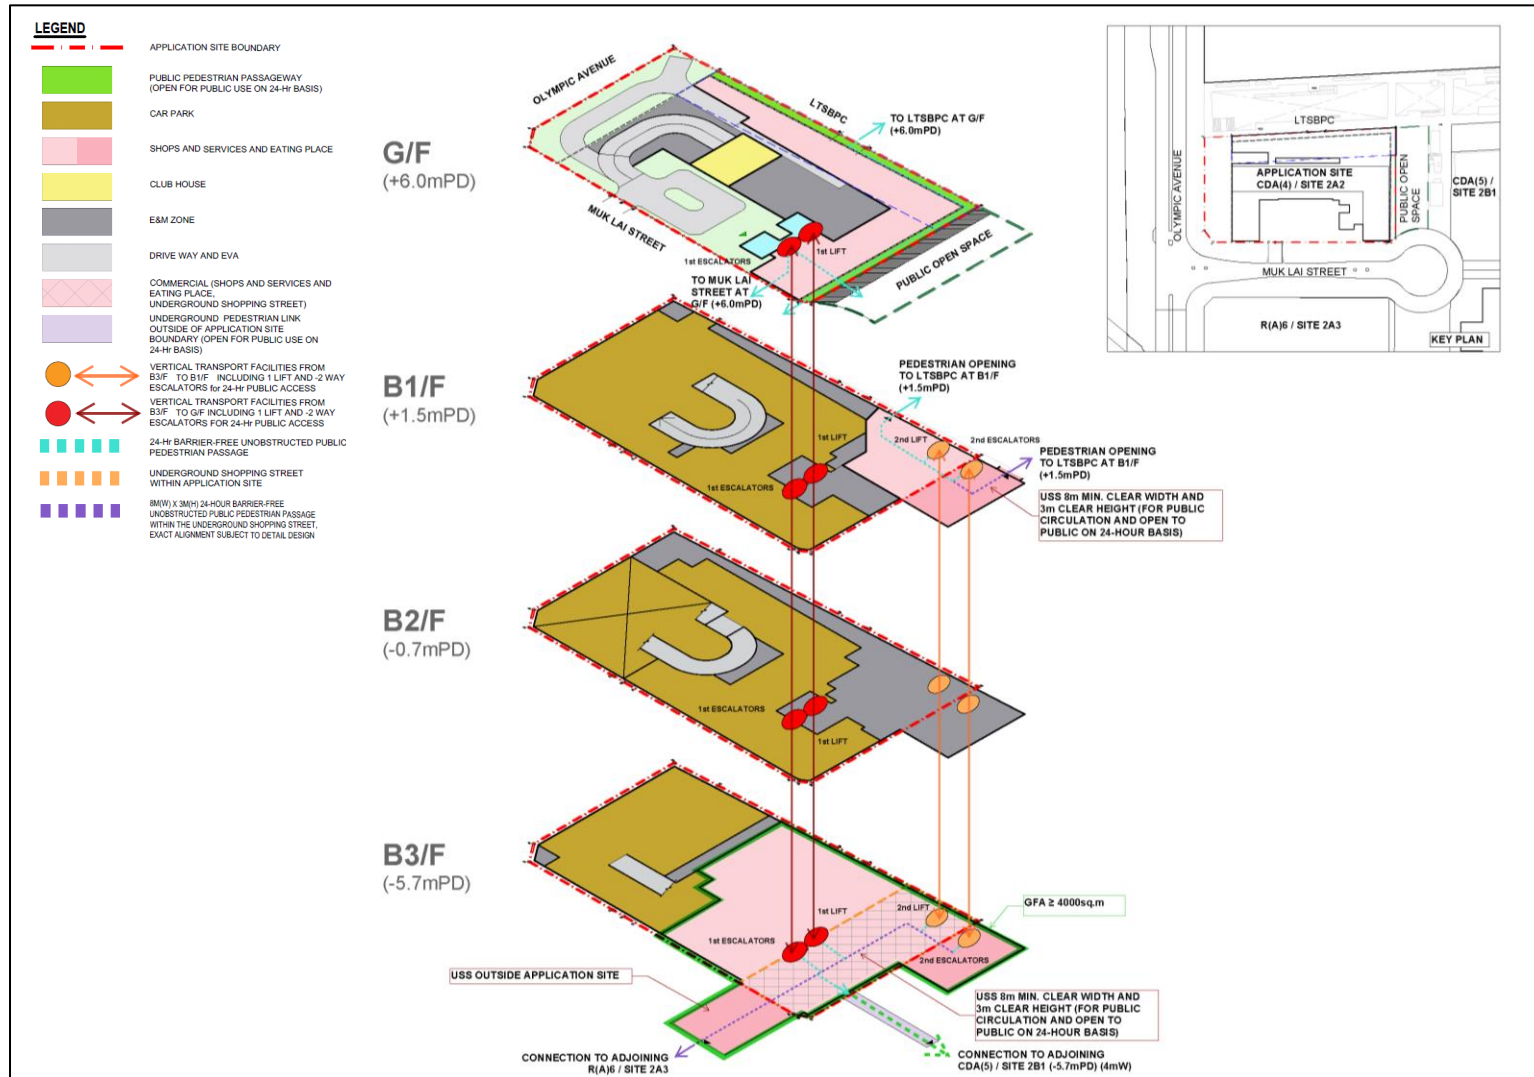 LEGEND
APPLICATION SITE BOUNDARY
PUBLIC PEDESTRIAN PASSAGEWAY
(OPEN FOR PUBLIC USE ON 24-Hr BASIS)
CAR PARK
SHOPS AND SERVICES AND EATING PLACE
CLUB HOUSE
E&M ZONE
DRIVE WAY AND EVA
COMMERCIAL (SHOPS AND SERVICES AND
EATING PLACE,
UNDERGROUND SHOPPING STREET)
UNDERGROUND PEDESTRIAN LINK
OUTSIDE OF APPLICATION SITE
BOUNDARY (OPEN FOR PUBLIC USE ON
24-Hr BASIS)
VERTICAL TRANSPORT FACILITIES FROM
B3/F TO B1/F INCLUDING 1 LIFT AND -2 WAY
ESCALATORS for 24-Hr PUBLIC ACCESS
VERTICAL TRANSPORT FACILITIES FROM
B3/F TO G/F INCLUDING 1 LIFT AND -2 WAY
ESCALATORS FOR 24-Hr PUBLIC ACCESS
24-Hr BARRIER-FREE UNOBSTRUCTED PUBLIC
PEDESTRIAN PASSAGE
UNDERGROUND SHOPPING STREET
WITHIN APPLICATION SITE
8M(W) X 3M(H) 24-HOUR BARRIER-FREE
UNOBSTRUCTED PUBLIC PEDESTRIAN PASSAGE
WITHIN THE UNDERGROUND SHOPPING STREET,
EXACT ALIGNMENT SUBJECT TO DETAIL DESIGN
G/F
(+6.0mPD)
OLYMPIC AVENUE
LTSBPC
TO LTSBPC AT G/F
(+6.0mPD)
MUK LAI STREET
1st ESCALATORS
1st LIFT
PUBLIC OPEN SPACE
TO MUK LAI
STREET AT
G/F (+6.0mPD)
B1/F
(+1.5mPD)
PEDESTRIAN OPENING
TO LTSBPC AT B1/F
(+1.5mPD)
1st LIFT
2nd LIFT
2nd ESCALATORS
1st ESCALATORS
PEDESTRIAN OPENING
TO LTSBPC AT B1/F
(+1.5mPD)
USS 8m MIN. CLEAR WIDTH AND
3m CLEAR HEIGHT (FOR PUBLIC
CIRCULATION AND OPEN TO
PUBLIC ON 24-HOUR BASIS)
B2/F
(-0.7mPD)
1st ESCALATORS
1st LIFT
B3/F
(-5.7mPD)
1st LIFT
2nd LIFT
1st ESCALATORS
2nd ESCALATORS
GFA ≥ 4000sq.m
USS OUTSIDE APPLICATION SITE
USS 8m MIN. CLEAR WIDTH AND
3m CLEAR HEIGHT (FOR PUBLIC
CIRCULATION AND OPEN TO
PUBLIC ON 24-HOUR BASIS)
CONNECTION TO ADJOINING
R(A)6 / SITE 2A3
CONNECTION TO ADJOINING
CDA(5) / SITE 2B1 (-5.7mPD) (4mW)
LTSBPC
OLYMPIC AVENUE
APPLICATION SITE
CDA(4) / SITE 2A2
PUBLIC OPEN
SPACE
CDA(5) /
SITE 2B1
MUK LAI STREET
R(A)6 / SITE 2A3
KEY PLAN